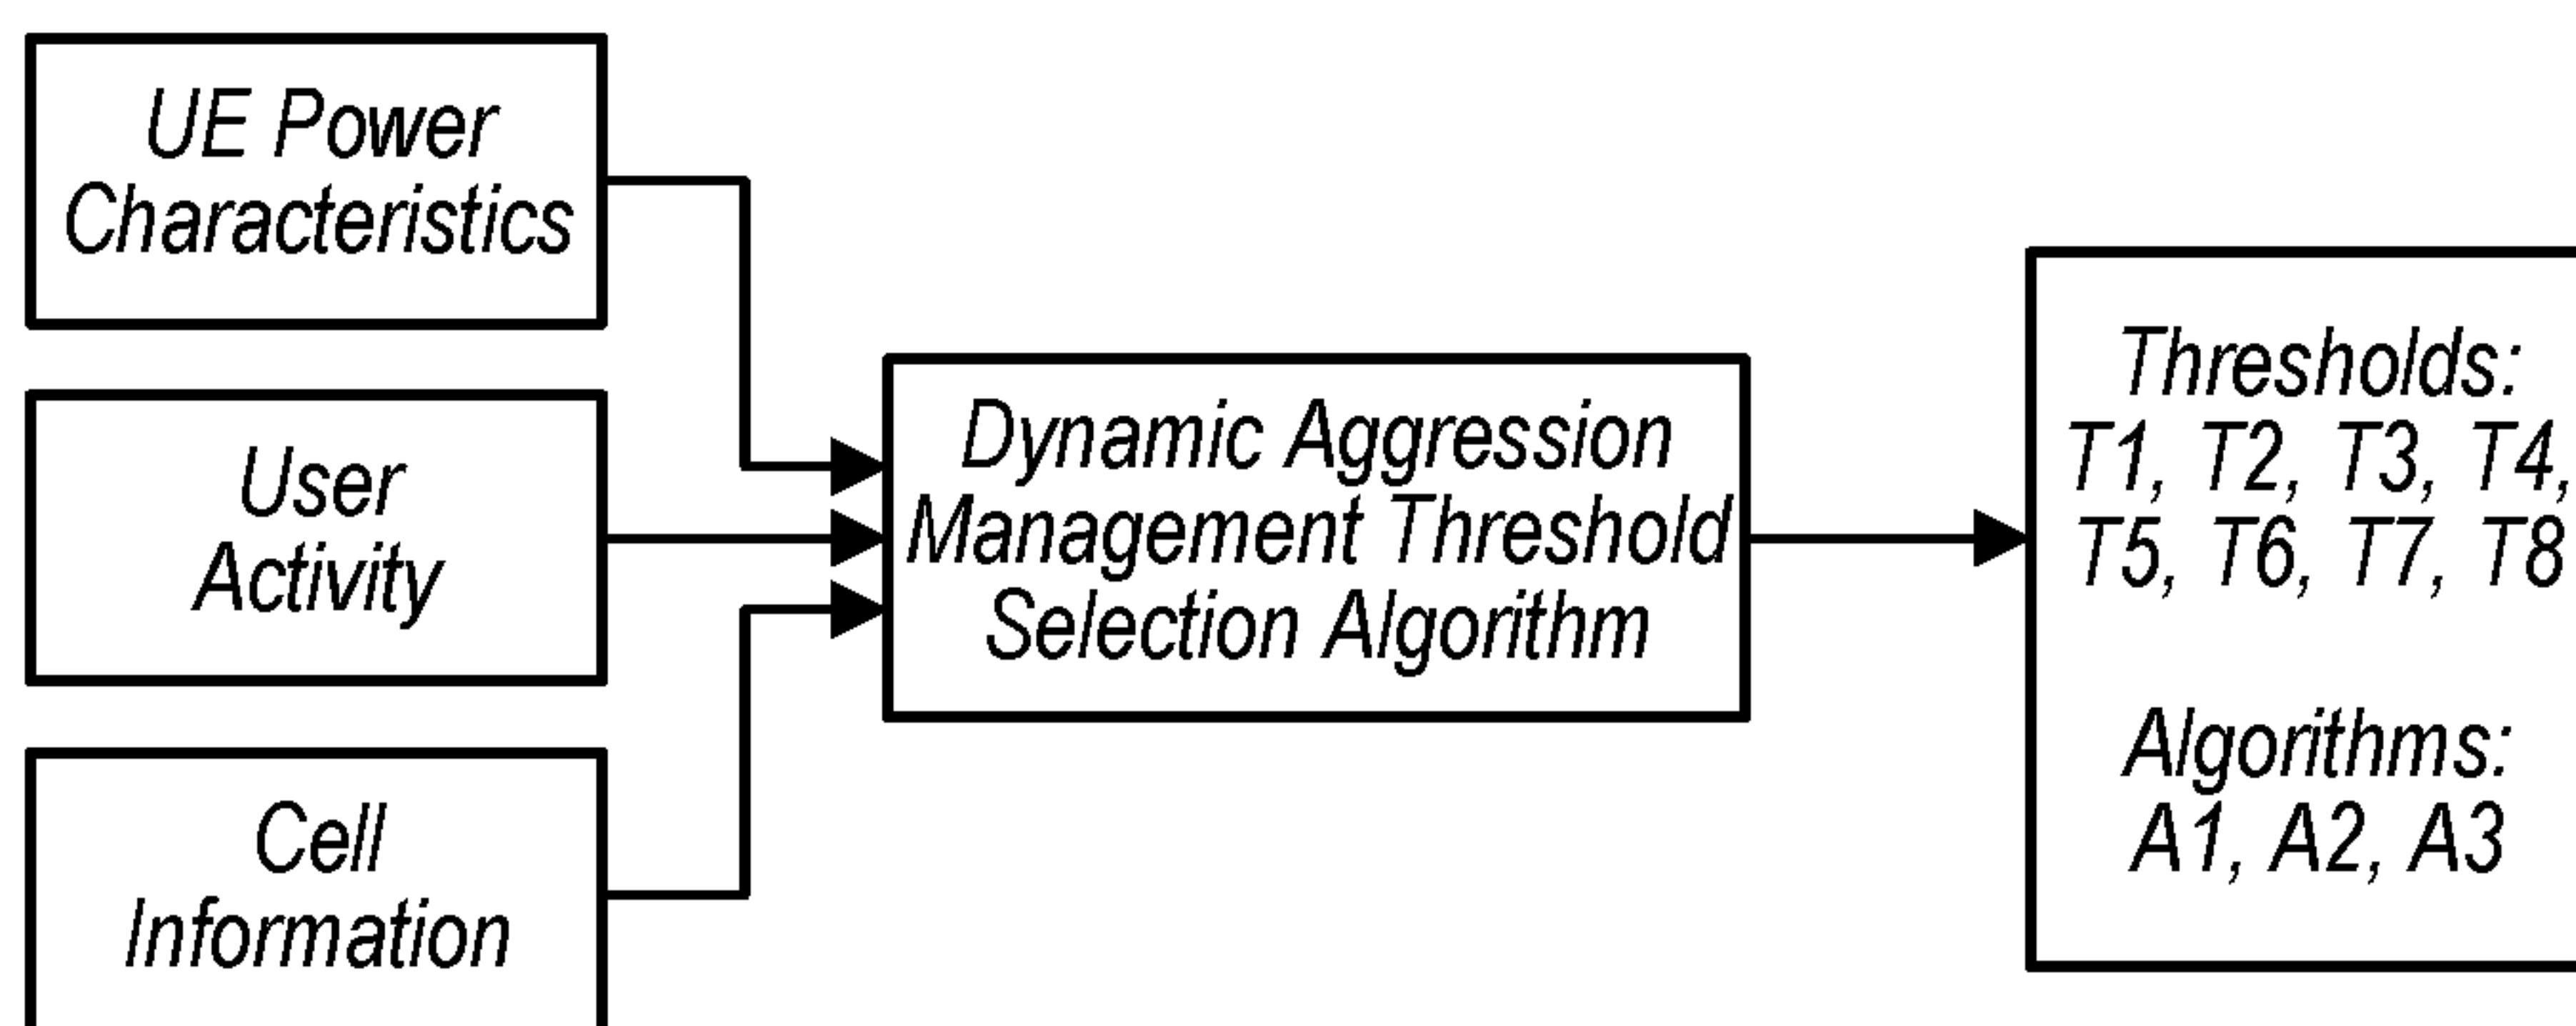 UE Power
Characteristics
User
Activity
Cell
Information
Dynamic Aggression
Management Threshold
Selection Algorithm
Thresholds:
T1, T2, T3, T4,
T5, T6, T7, T8
Algorithms:
A1, A2, A3